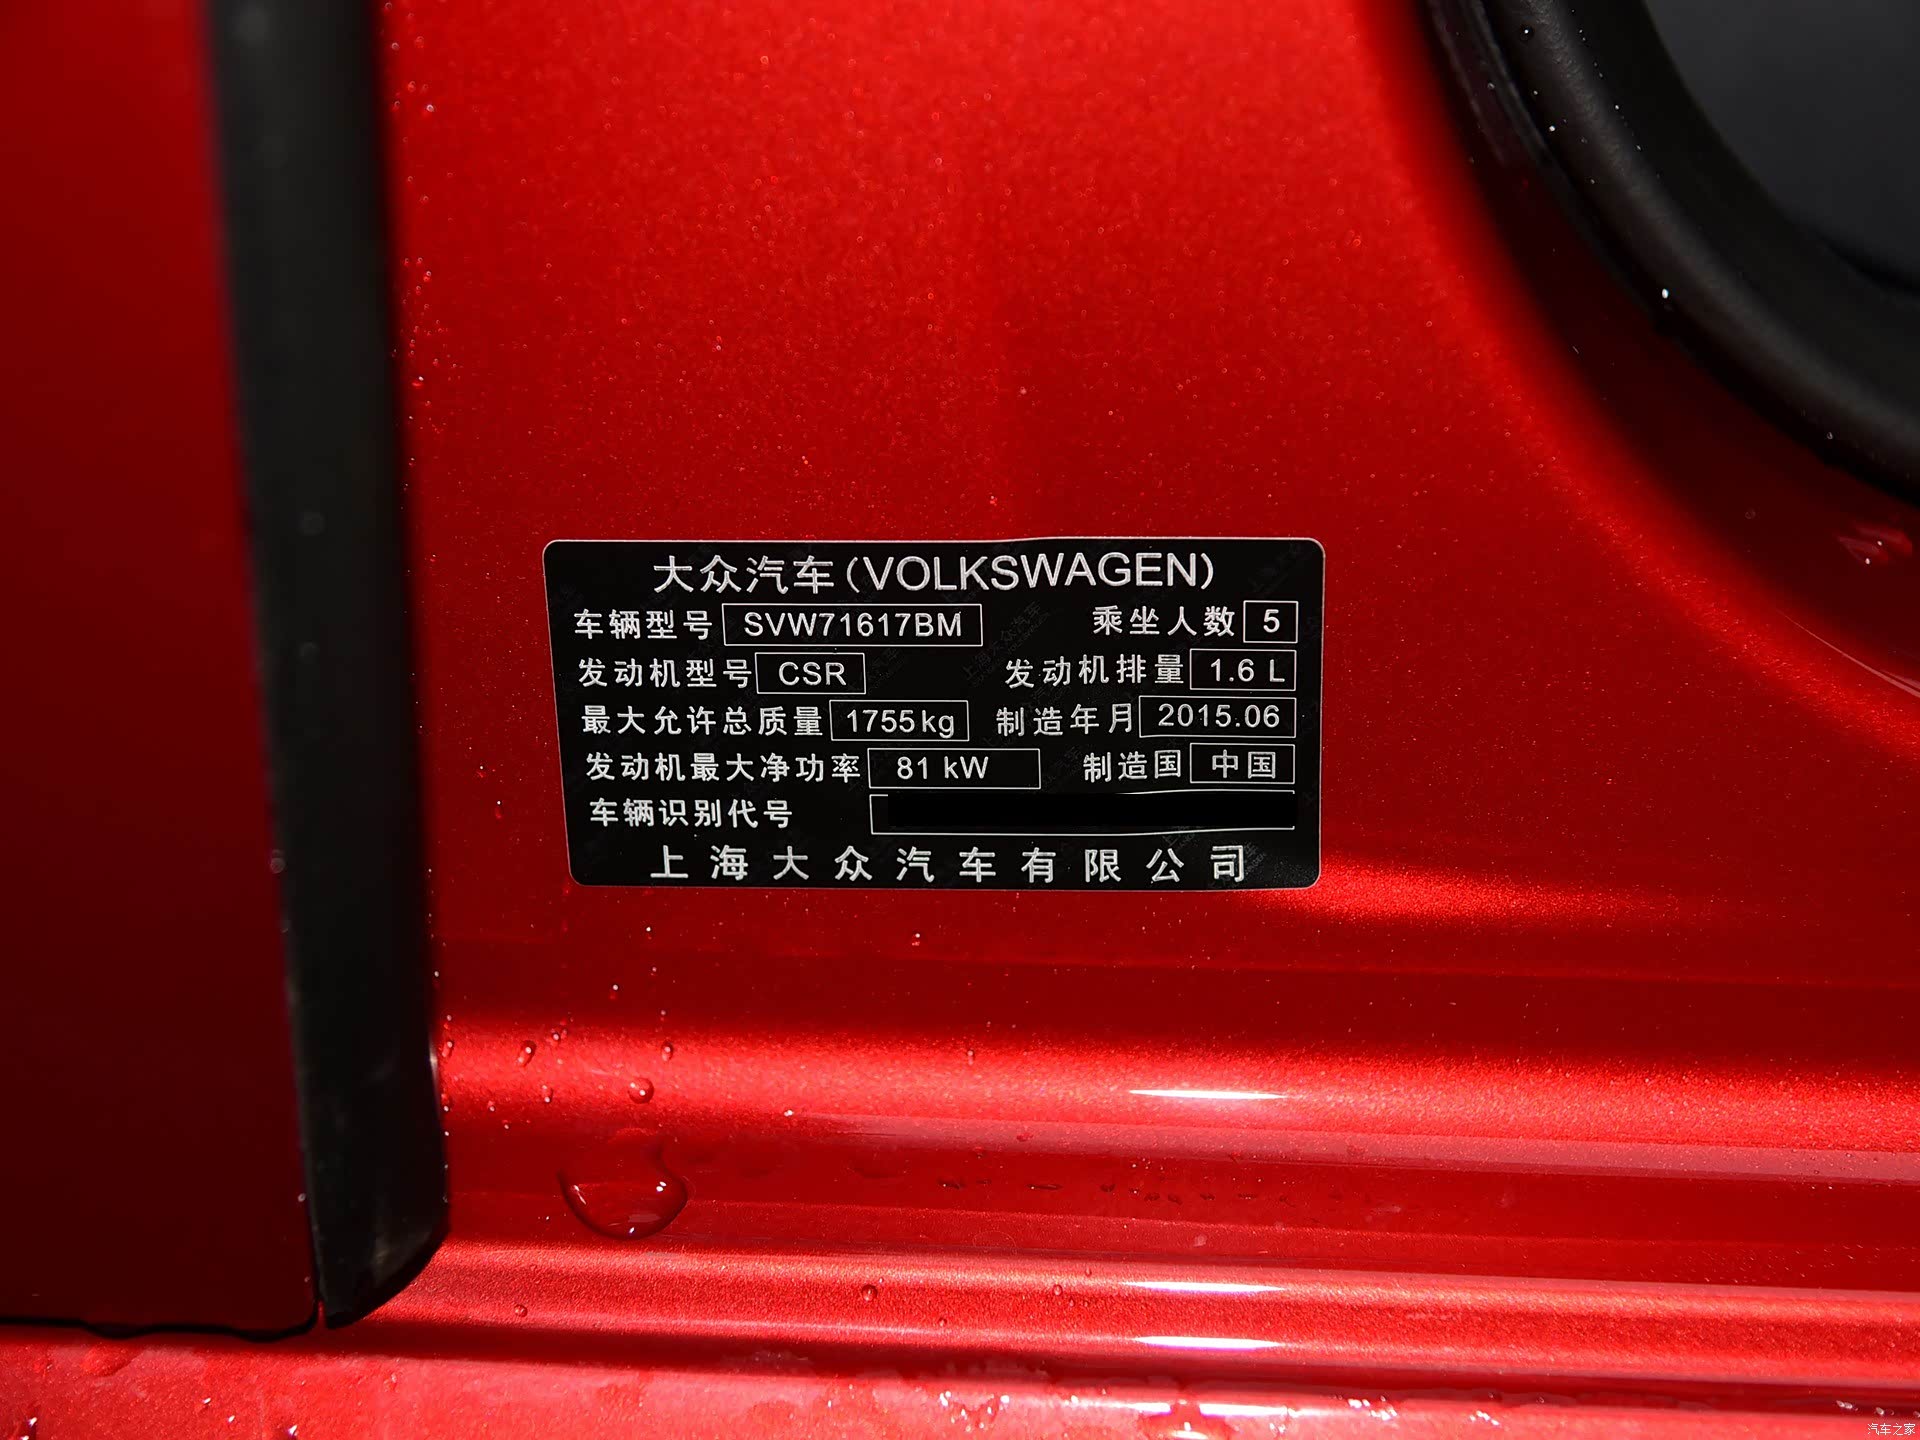 大众汽车(VOLKSWAGEN)
车辆型号 SVW71617BM 乘坐人数 5
发动机型号 CSR 发动机排量 1.6 L
最大允许总质量 1755kg 制造年月 2015.06
发动机最大净功率 81 kW 制造国 中国
车辆识别代号
上海大众汽车有限公司
汽车之家